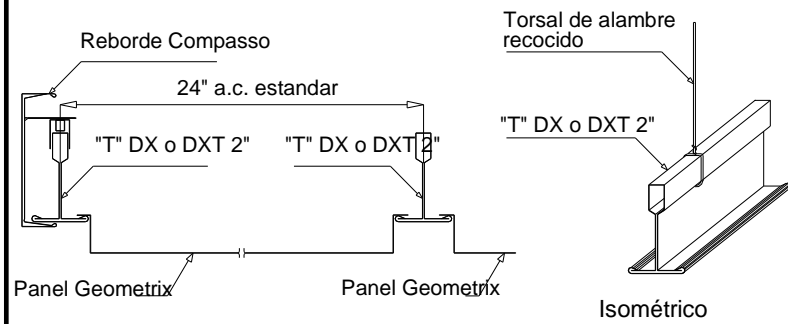 Reborde Compasso
24" a.c. estandar
"T" DX o DXT 2"
"T" DX o DXT 2"
Panel Geometrix
Panel Geometrix
Torsal de alambre
recocido
"T" DX o DXT 2"
Isométrico